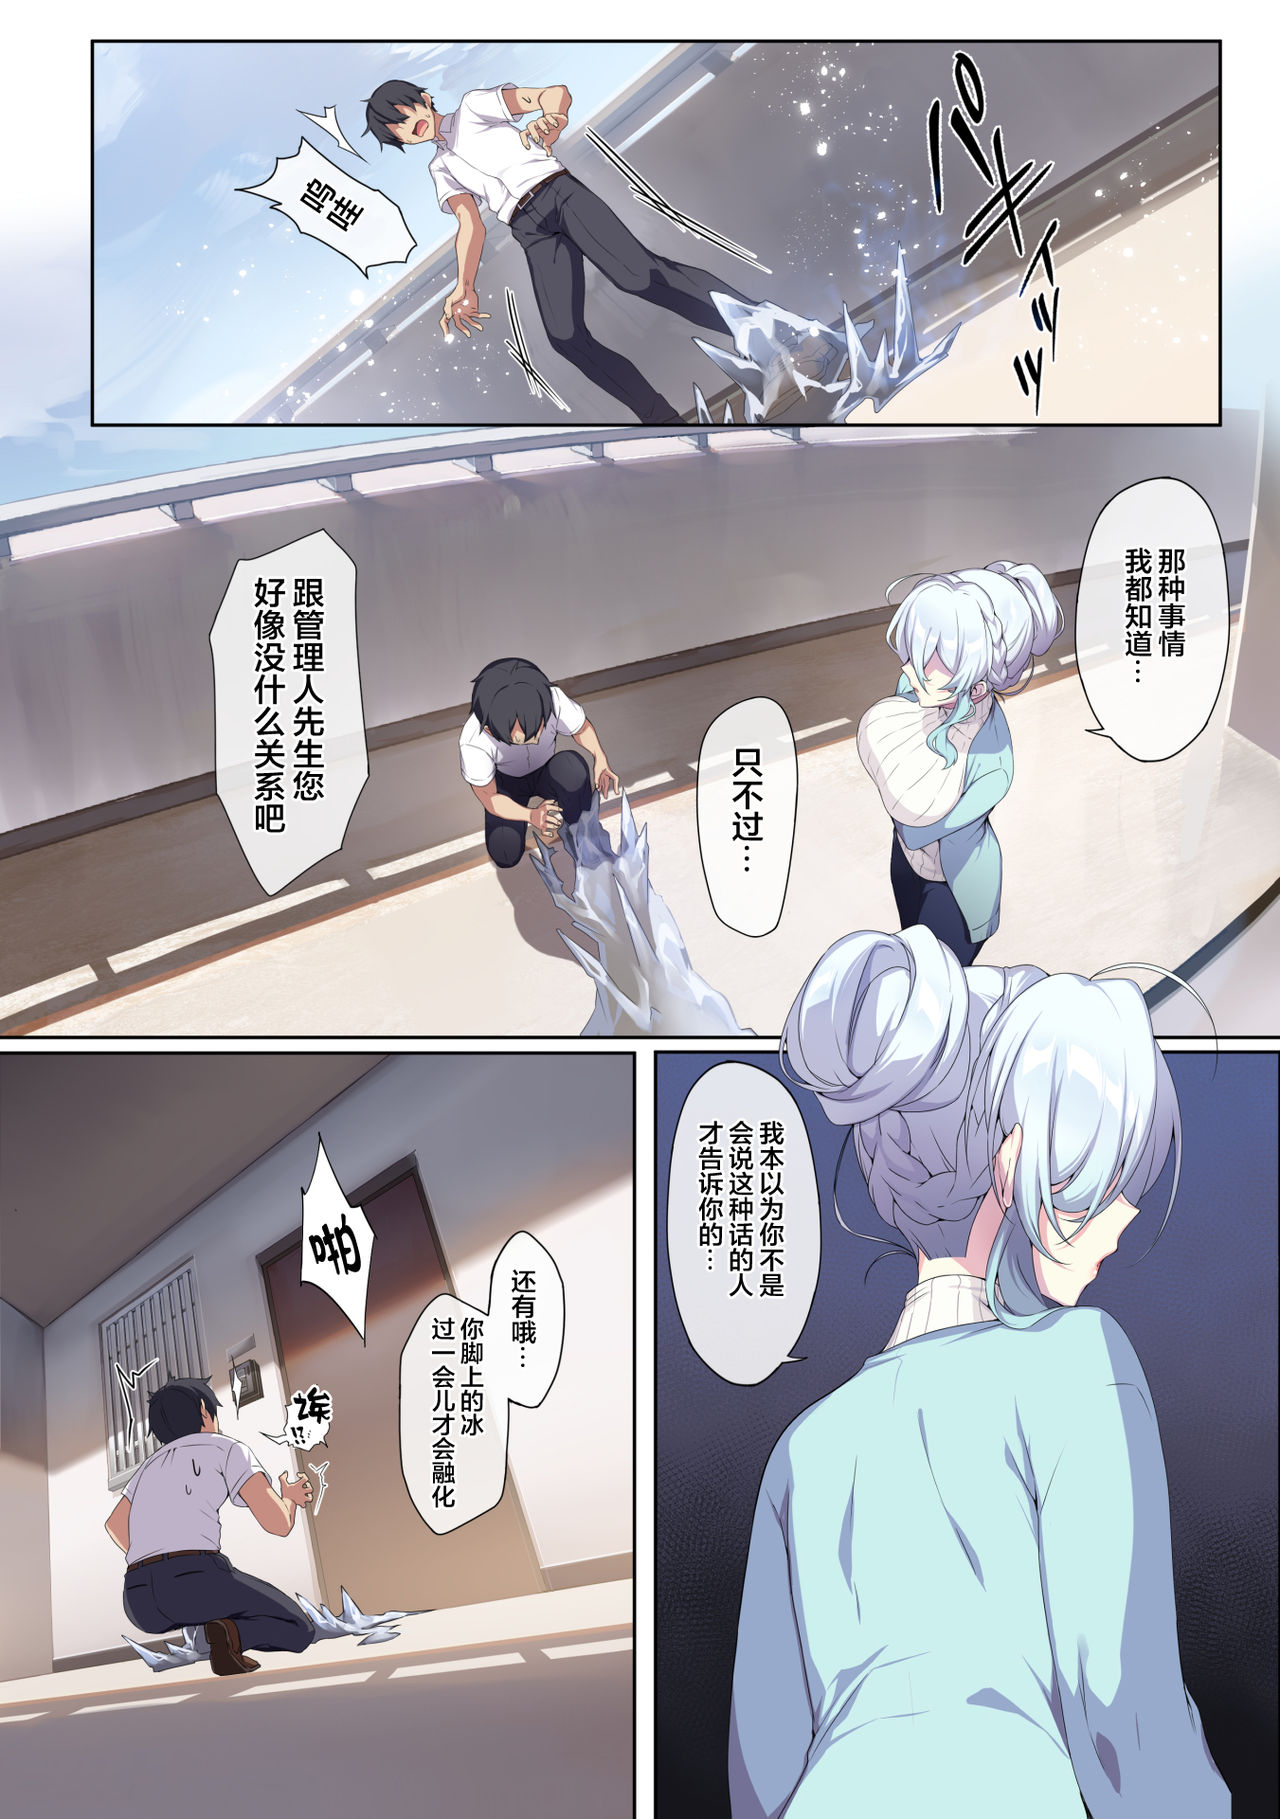 パキィッッ
呜哇
那种事情
我都知道…
只不过…
跟管理人先生您
好像没什么关系吧
我本以为你不是
会说这种话的人
才告诉你的…
还有哦…
你脚上的冰
过一会儿才会融化
啪
诶
!?